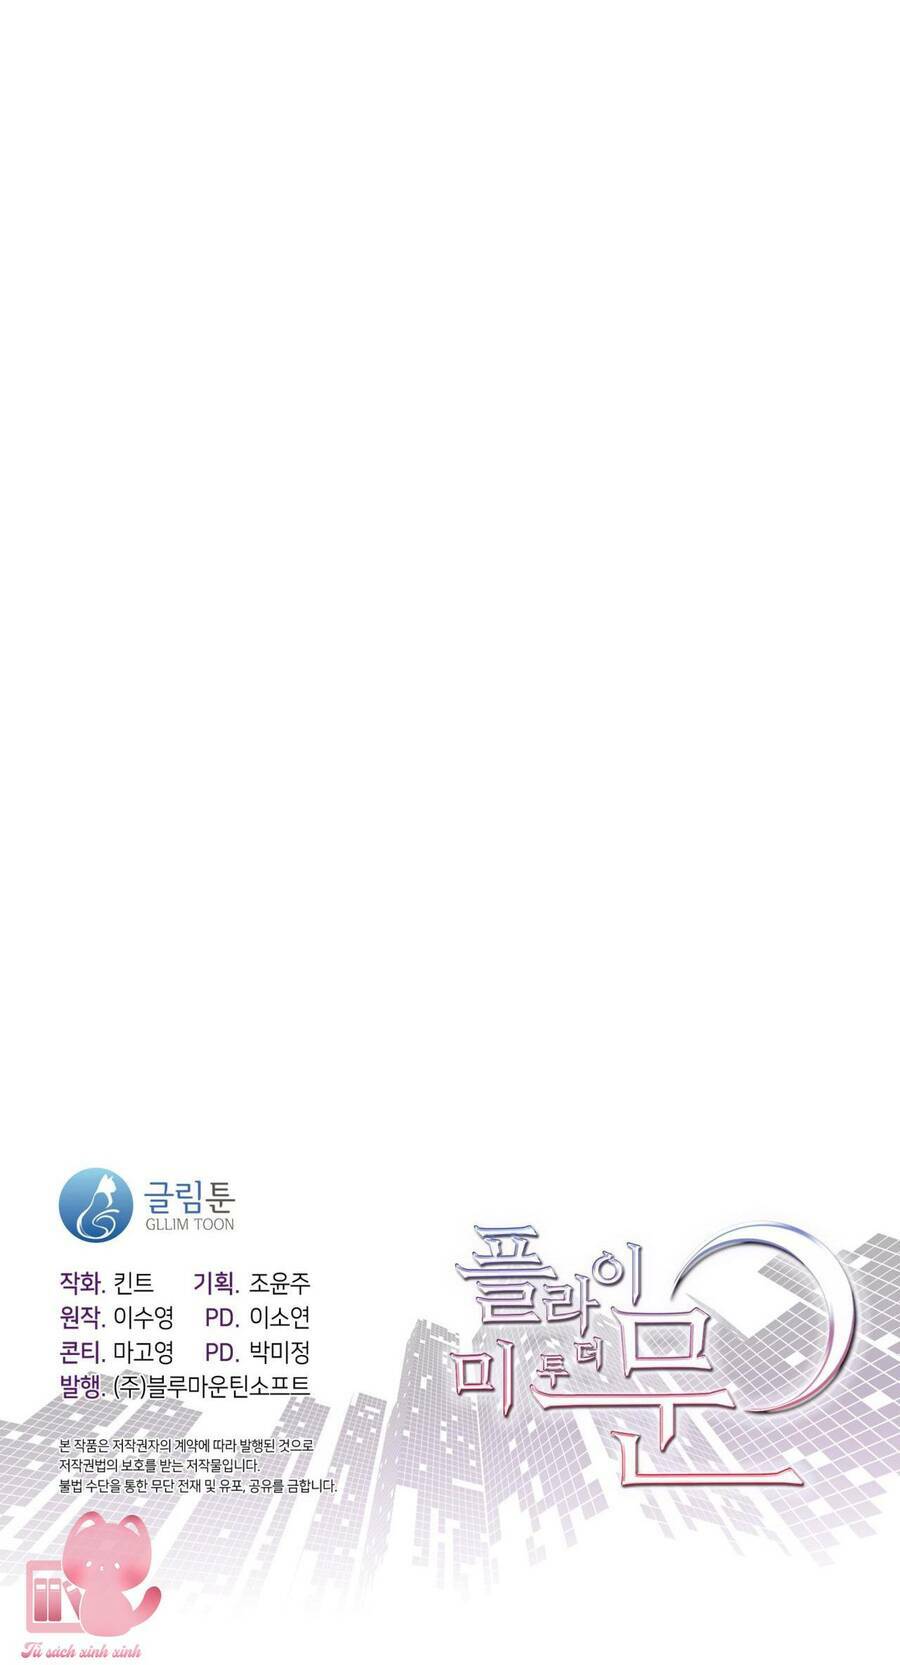 글림툰
GLLIM TOON
작화. 킨트 기획. 조윤주
원작. 이수영 PD. 이소연
콘티. 마고영 PD. 박미정
발행. (주)블루마운틴소프트
본 작품은 저작권자의 계약에 따라 발행된 것으로
저작권법의 보호를 받는 저작물입니다.
불법 수단을 통한 무단 전재 및 유포, 공유를 금합니다.
플라이
미 투 더 문
Tủ sách xinh xinh